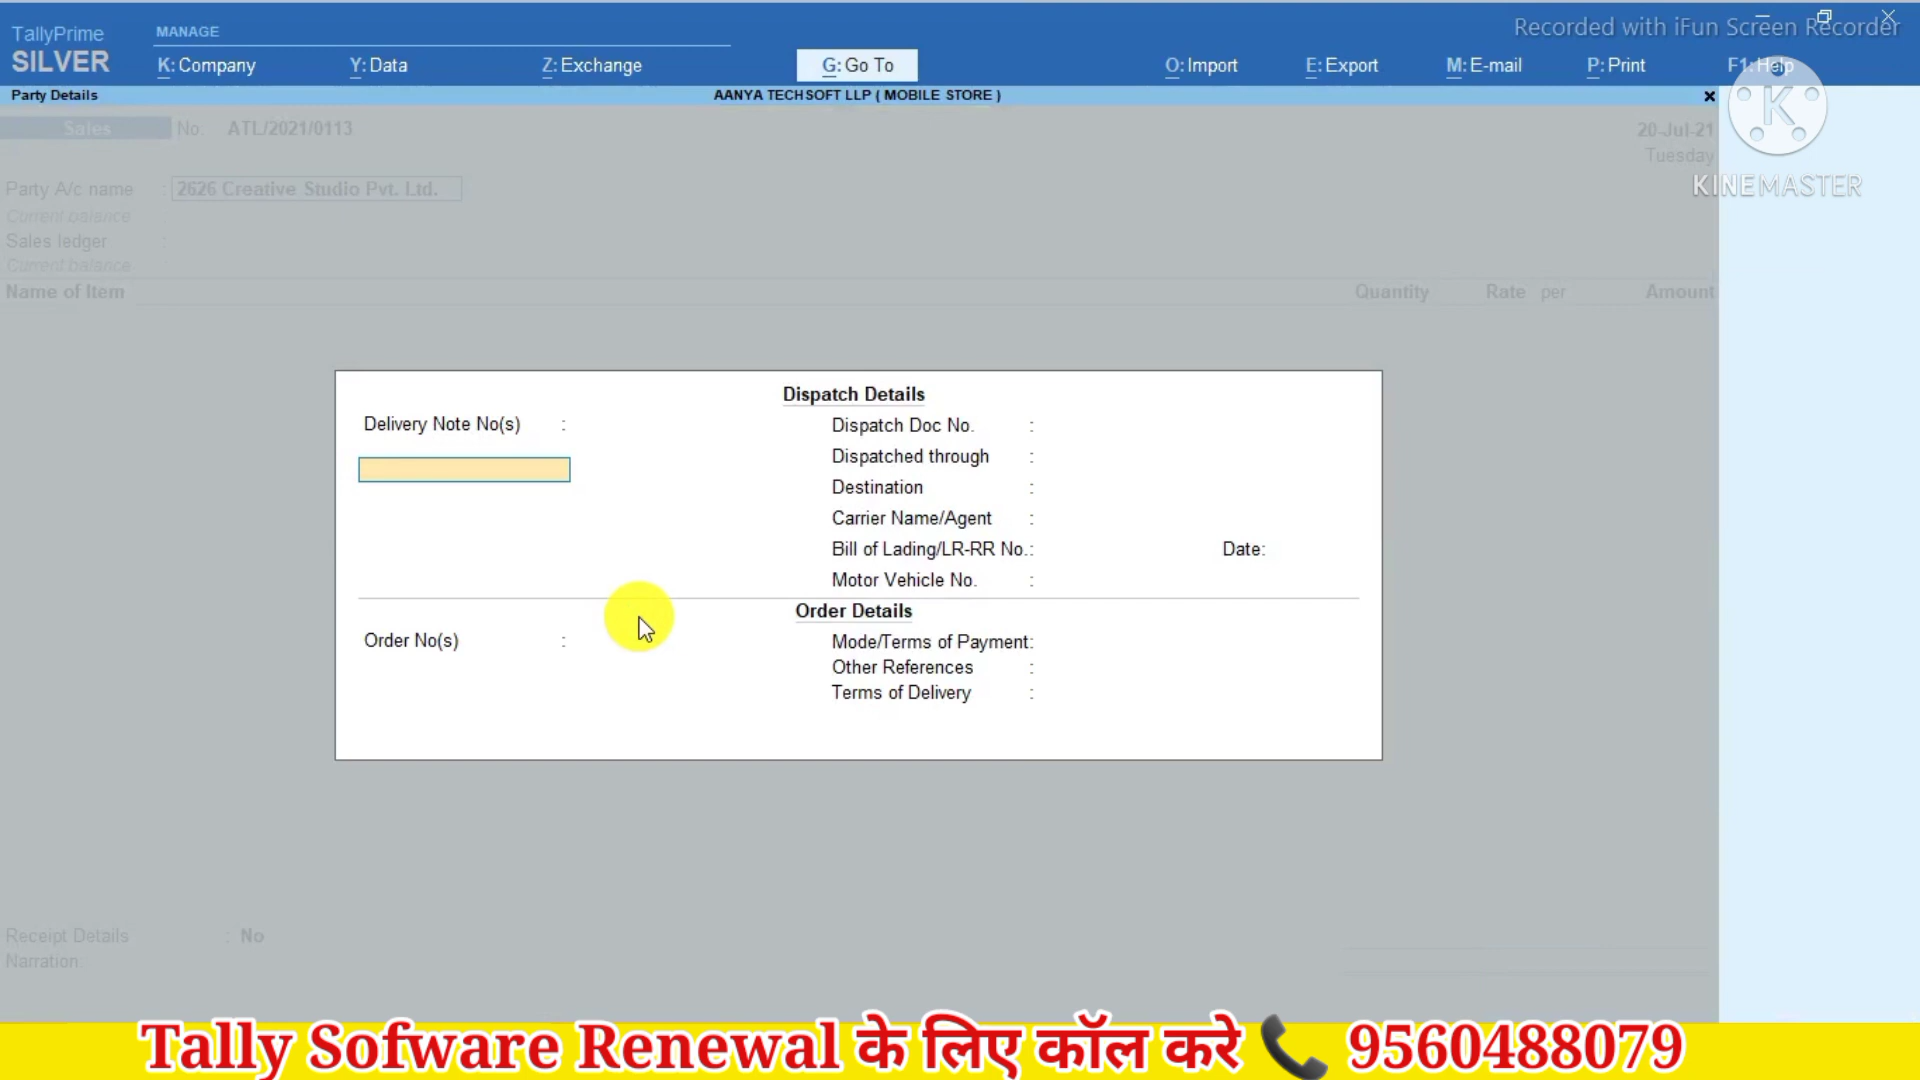 TallyPrime
SILVER
MANAGE
K: Company
Y: Data
Z: Exchange
G: Go To
O: Import
E: Export
M: E-mail
P: Print
F1: Help
Recorded with iFun Screen Recorder
Party Details
AANYA TECHSOFT LLP ( MOBILE STORE )
Sales No. ATL/2021/0113
20-Jul-21
Tuesday
KINEMASTER
Party A/c name : 2626 Creative Studio Pvt. Ltd.
Current balance :
Sales ledger :
Current balance
Name of Item Quantity Rate per Amount
Dispatch Details
Delivery Note No(s) :
Dispatch Doc No. :
Dispatched through :
Destination :
Carrier Name/Agent :
Bill of Lading/LR-RR No.: Date:
Motor Vehicle No. :
Order Details
Order No(s) :
Mode/Terms of Payment:
Other References :
Terms of Delivery :
Receipt Details : No
Narration:
Tally Sofware Renewal के लिए कॉल करे 9560488079